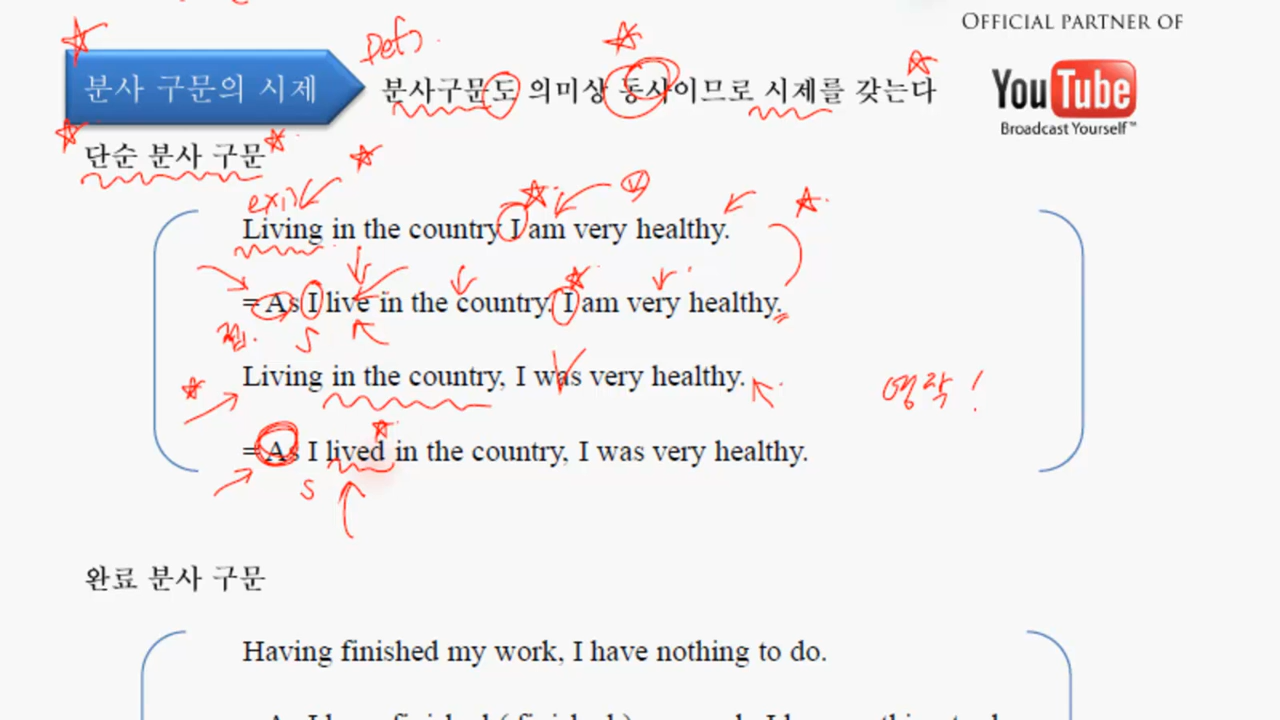 OFFICIAL PARTNER OF
분사 구문의 시제
분사구문도 의미상 동사이므로 시제를 갖는다
YouTube
Broadcast Yourself™
단순 분사 구문
Living in the country I am very healthy.
= As I live in the country. I am very healthy.
S
Living in the country, I was very healthy.
영작!
= As I lived in the country, I was very healthy.
S
완료 분사 구문
Having finished my work, I have nothing to do.